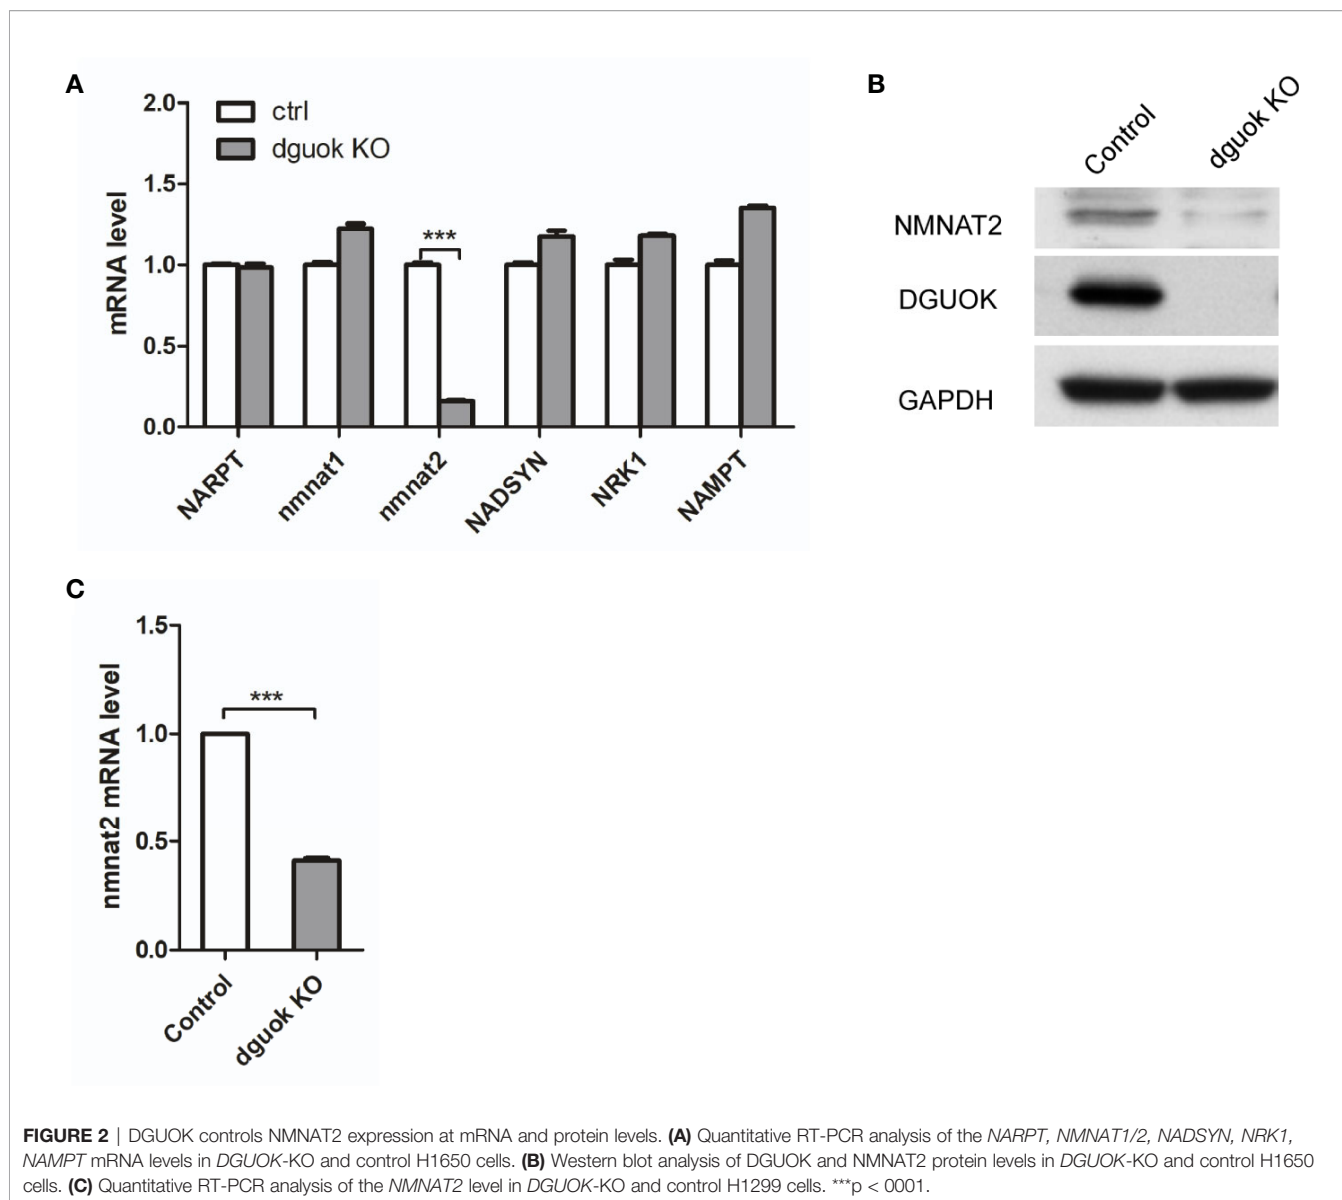 A
2.0
1.5
1.0
0.5
0.0
mRNA level
ctrl
dguok KO
***
NARPT
nmnat1
nmnat2
NADSYN
NRK1
NAMPT
B
Control
dguok KO
NMNAT2
DGUOK
GAPDH
C
1.5
1.0
0.5
0.0
nmnat2 mRNA level
***
Control
dguok KO
FIGURE 2 | DGUOK controls NMNAT2 expression at mRNA and protein levels. (A) Quantitative RT-PCR analysis of the NARPT, NMNAT1/2, NADSYN, NRK1,
NAMPT mRNA levels in DGUOK-KO and control H1650 cells. (B) Western blot analysis of DGUOK and NMNAT2 protein levels in DGUOK-KO and control H1650
cells. (C) Quantitative RT-PCR analysis of the NMNAT2 level in DGUOK-KO and control H1299 cells. ***p < 0001.